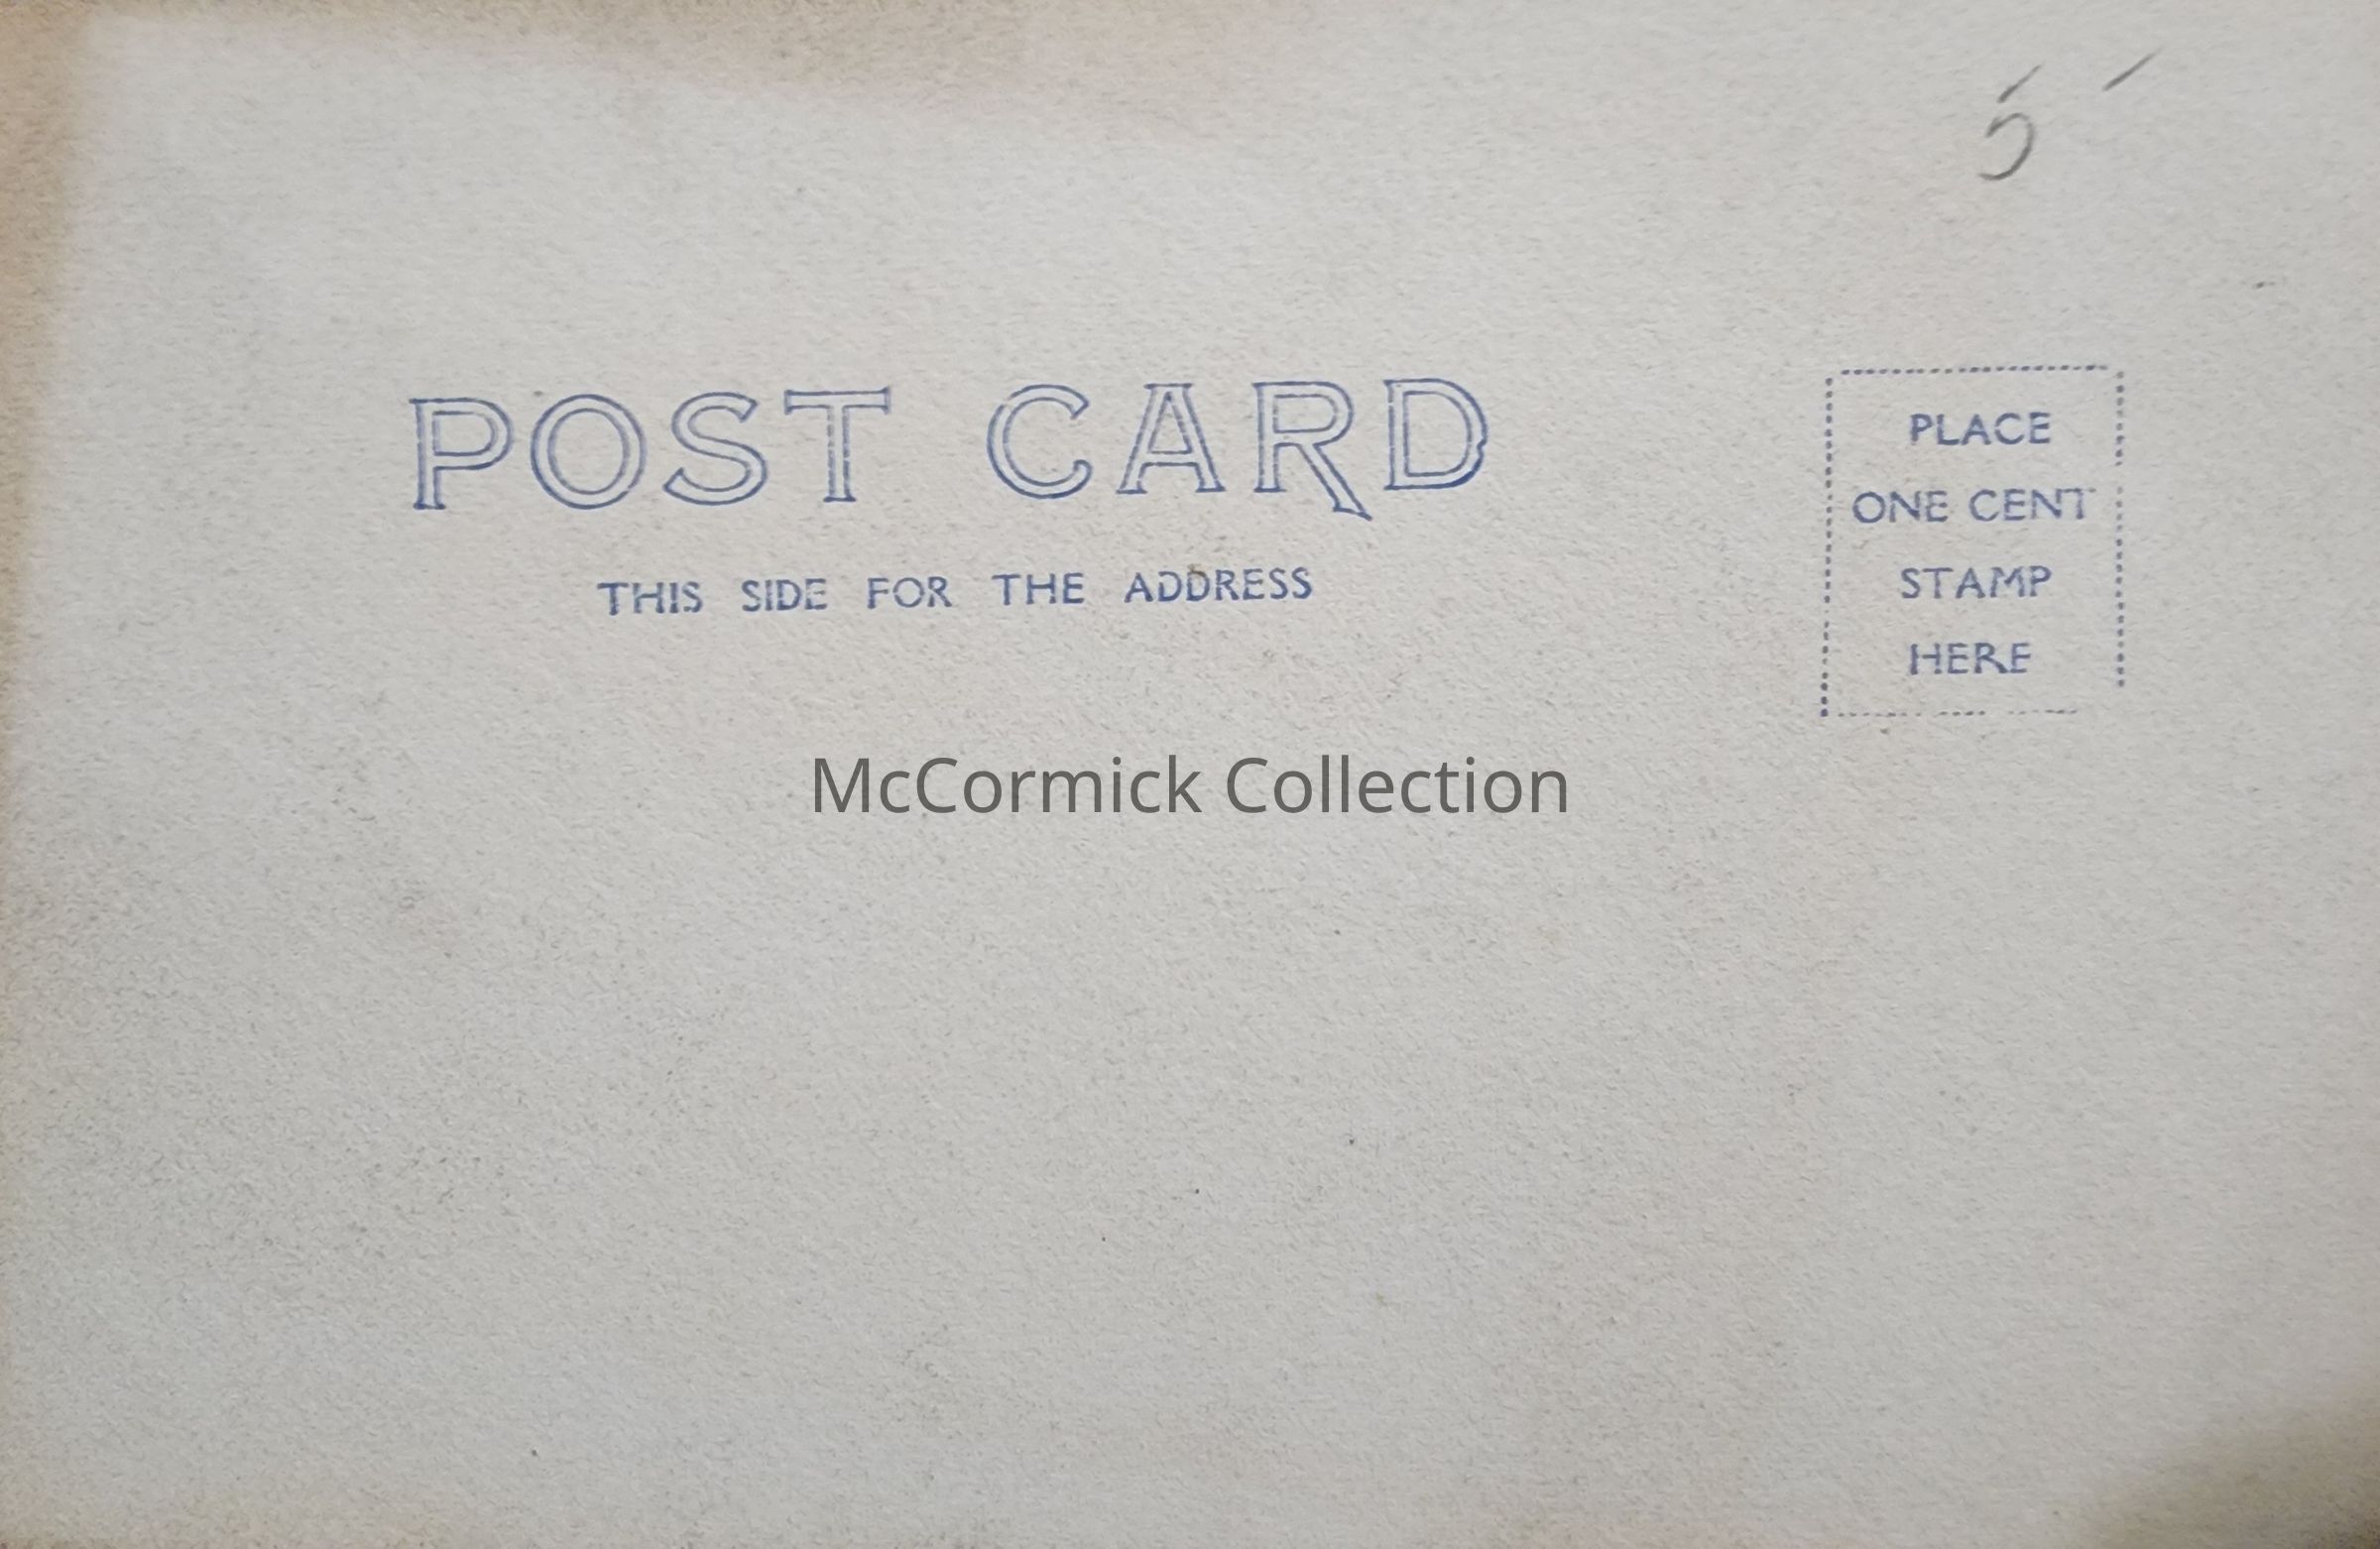 5
POST CARD
THIS SIDE FOR THE ADDRESS
PLACE
ONE CENT
STAMP
HERE
McCormick Collection